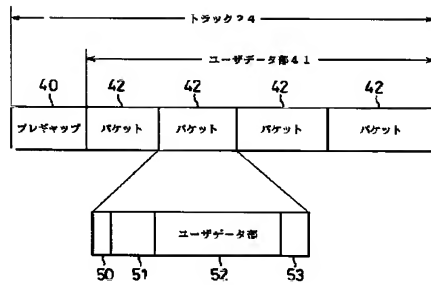 トラック24
ユーザデータ部41
40 42 42 42 42
プレギャップ パケット パケット パケット パケット
ユーザデータ部
50 51 52 53